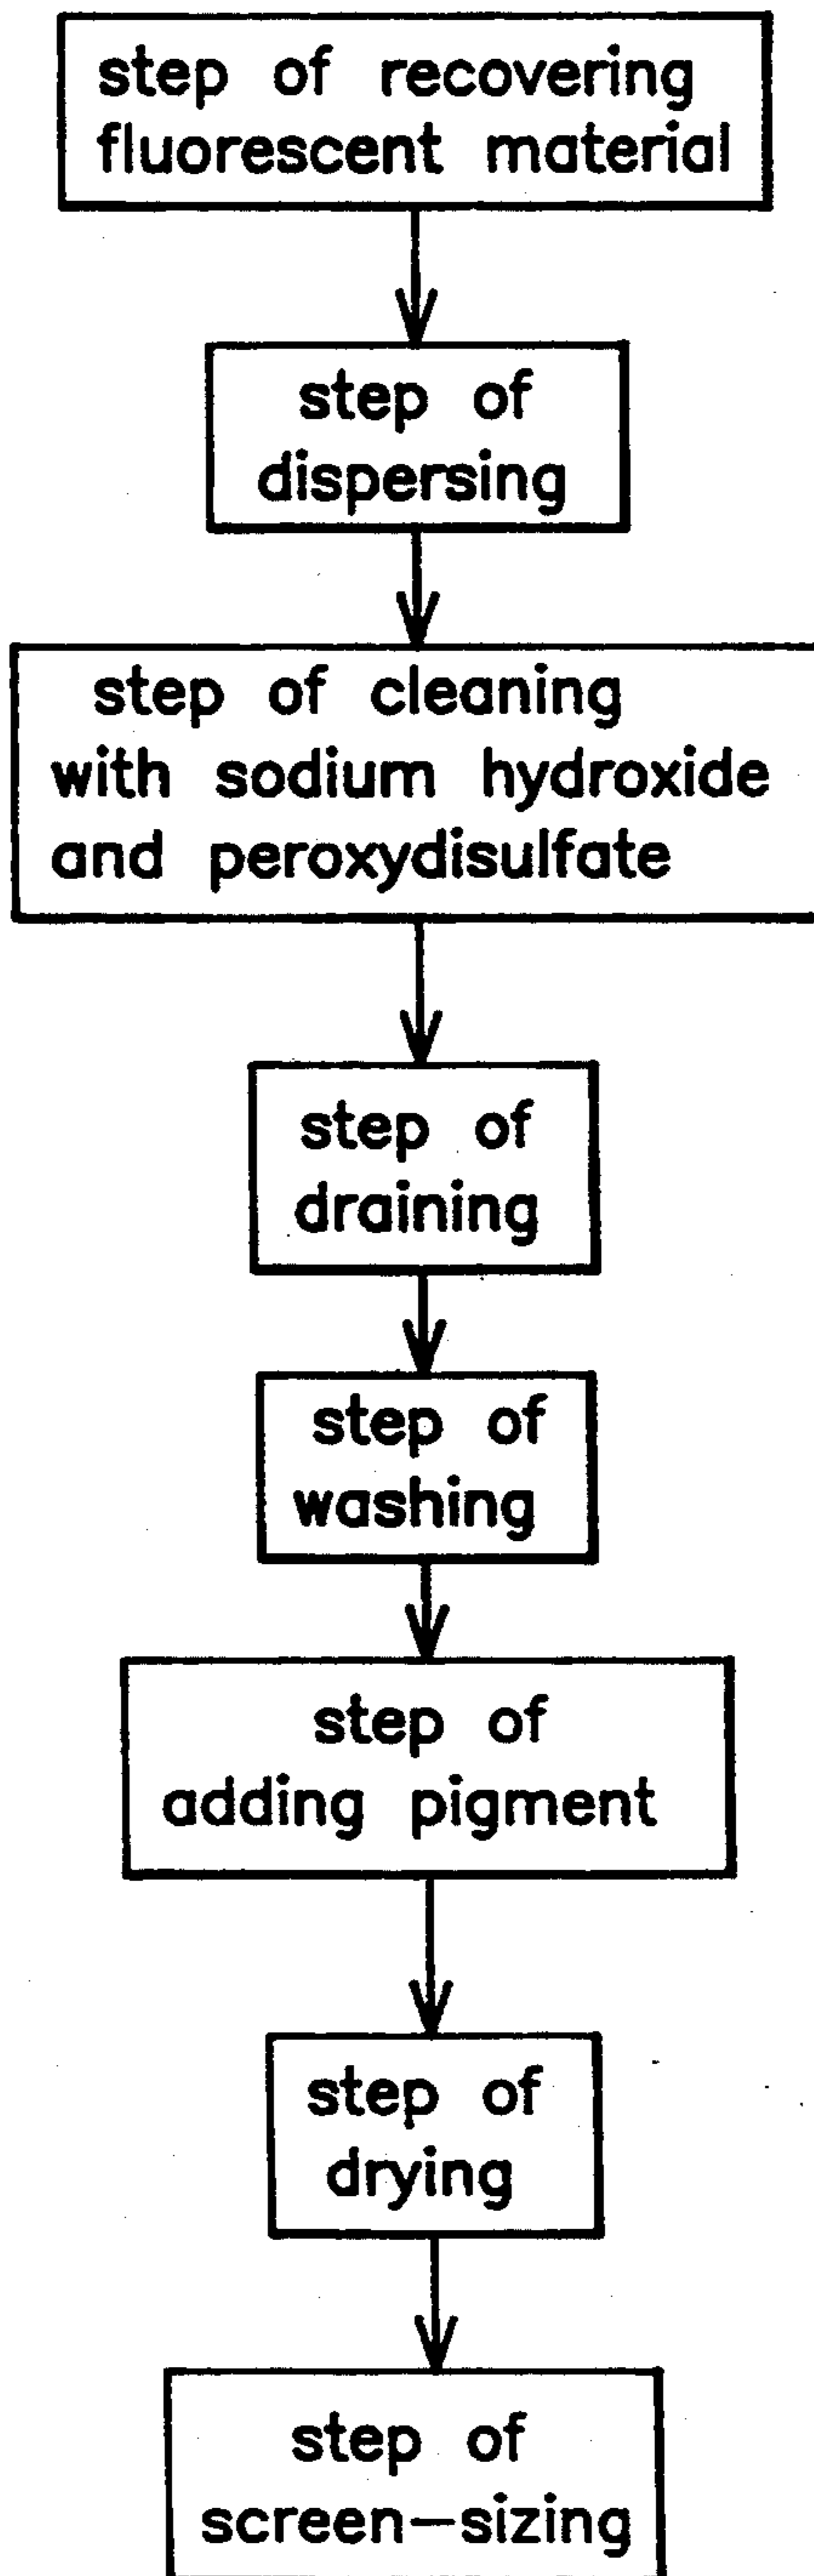 step of recovering
fluorescent material
step of
dispersing
step of cleaning
with sodium hydroxide
and peroxydisulfate
step of
draining
step of
washing
step of
adding pigment
step of
drying
step of
screen-sizing